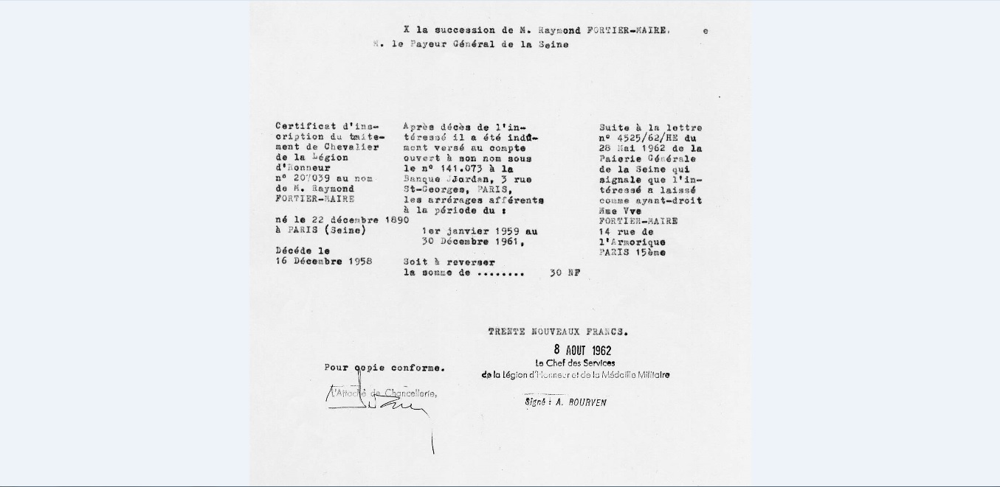 X la succession de M. Raymond FORTIER-MAIRE. e
M. le Payeur Général de la Seine
Certificat d'ins-
cription du traite-
ment de Chevalier
de la Légion
d'Honneur
nº 207039 au nom
de M. Raymond
FORTIER-MAIRE
né le 22 décembre 1890
à PARIS (Seine)
Décéde le
16 Décembre 1958
Après décès de l'in-
téressé il a été indû-
ment versé au compte
ouvert à son nom sous
le nº 141.073 à la
Banque JJordan, 3 rue
St-Georges, PARIS,
les arrérages afférents
à la période du :
1er janvier 1959 au
30 Décembre 1961,
Soit à reverser
la somme de ........ 30 NF
Suite à la lettre
nº 4525/62/HE du
28 Mai 1962 de la
Paierie Générale
de la Seine qui
signale que l'in-
téressé a laissé
comme ayant-droit
Mme Vve
FORTIER-MAIRE
14 rue de
l'Armorique
PARIS 15ème
TRENTE NOUVEAUX FRANCS.
8 AOUT 1962
Le Chef des Services
de la Légion d'Honneur et de la Médaille Militaire
Signé : A. BOURVEN
Pour copie conforme.
L'Attaché de Chancellerie,